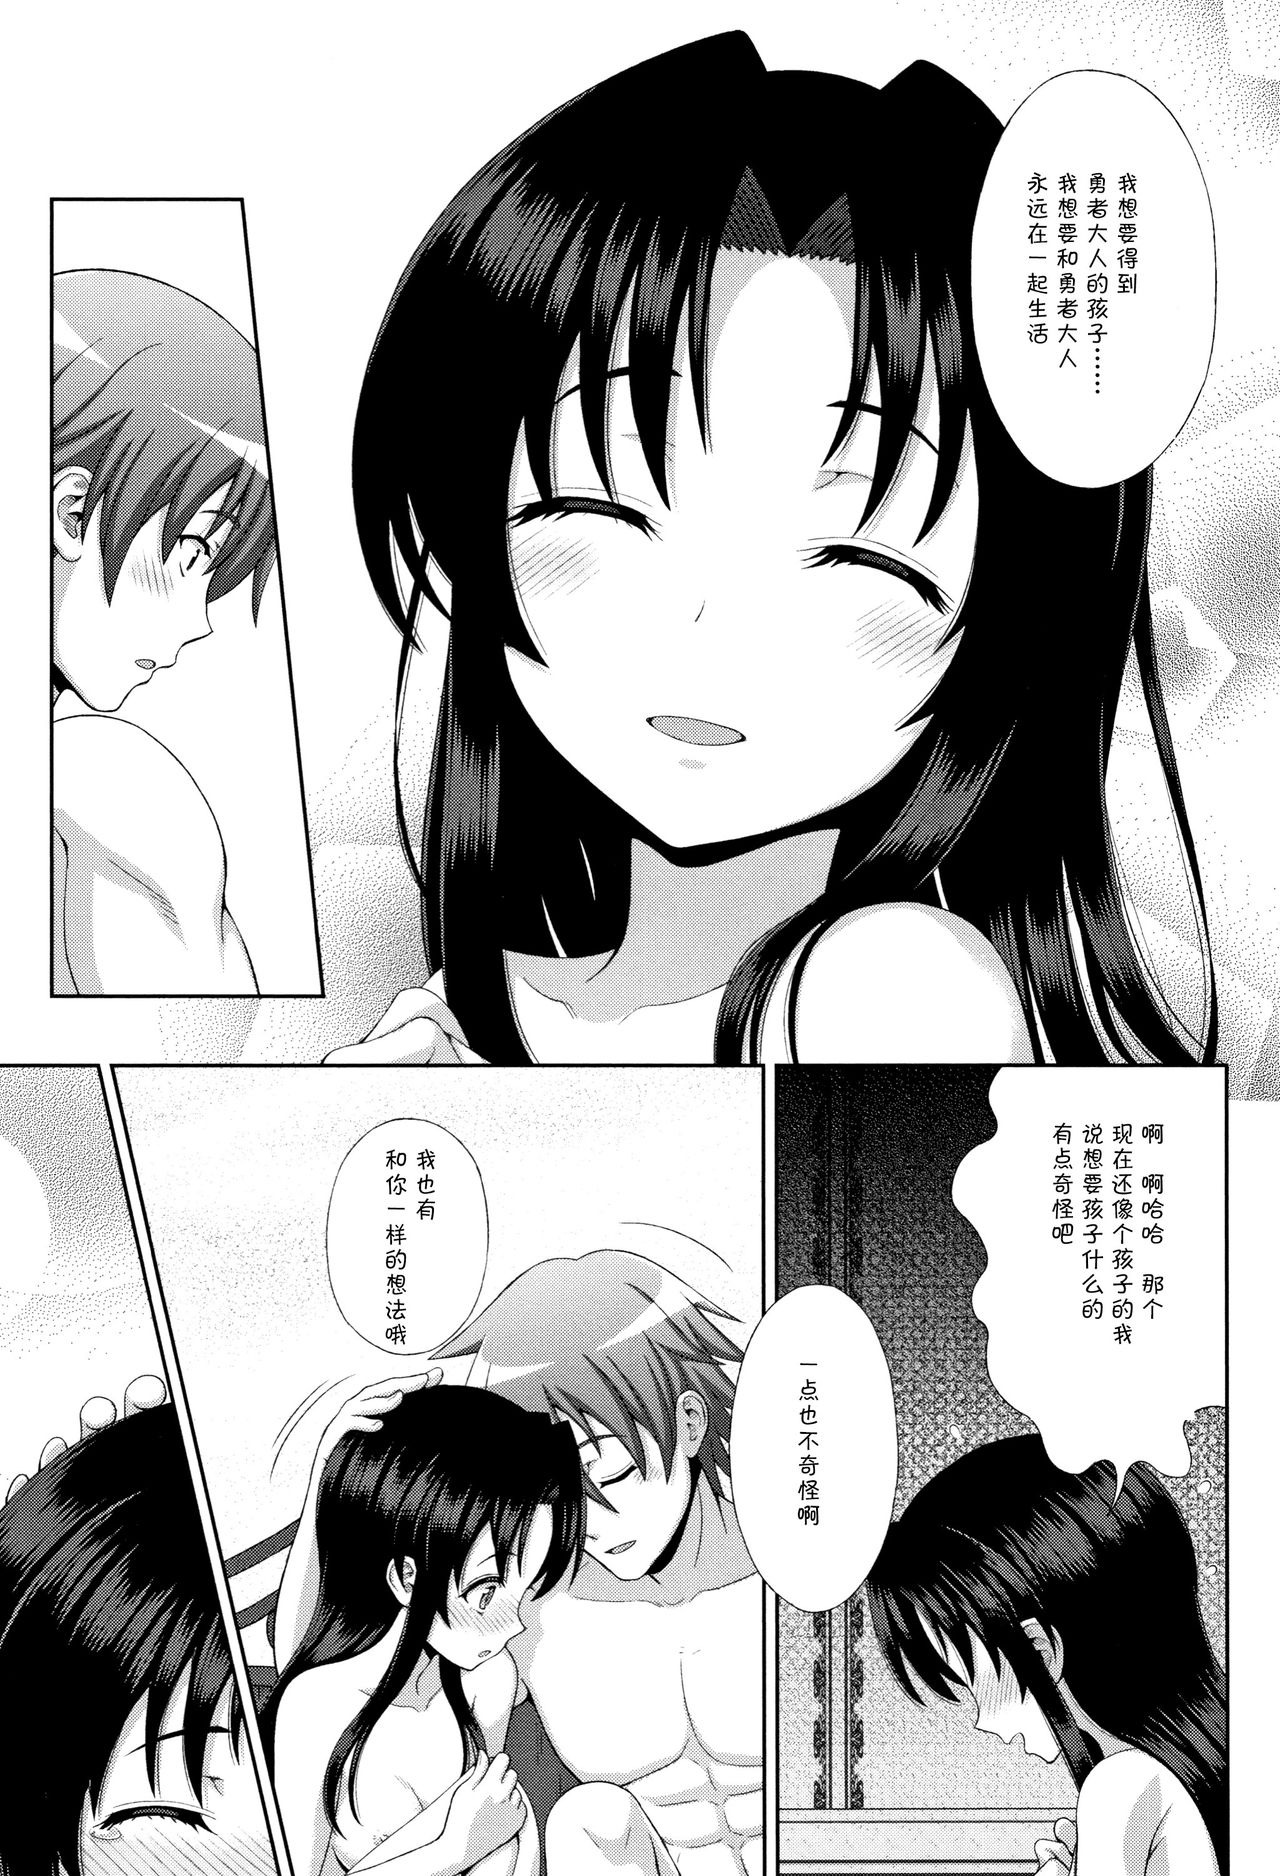 我想要得到
勇者大人的孩子……
我想要和勇者大人
永远在一起生活
啊 啊哈哈 那个
现在还像个孩子的我
说想要孩子什么的
有点奇怪吧
一点也不奇怪啊
我也有
和你一样的想法哦